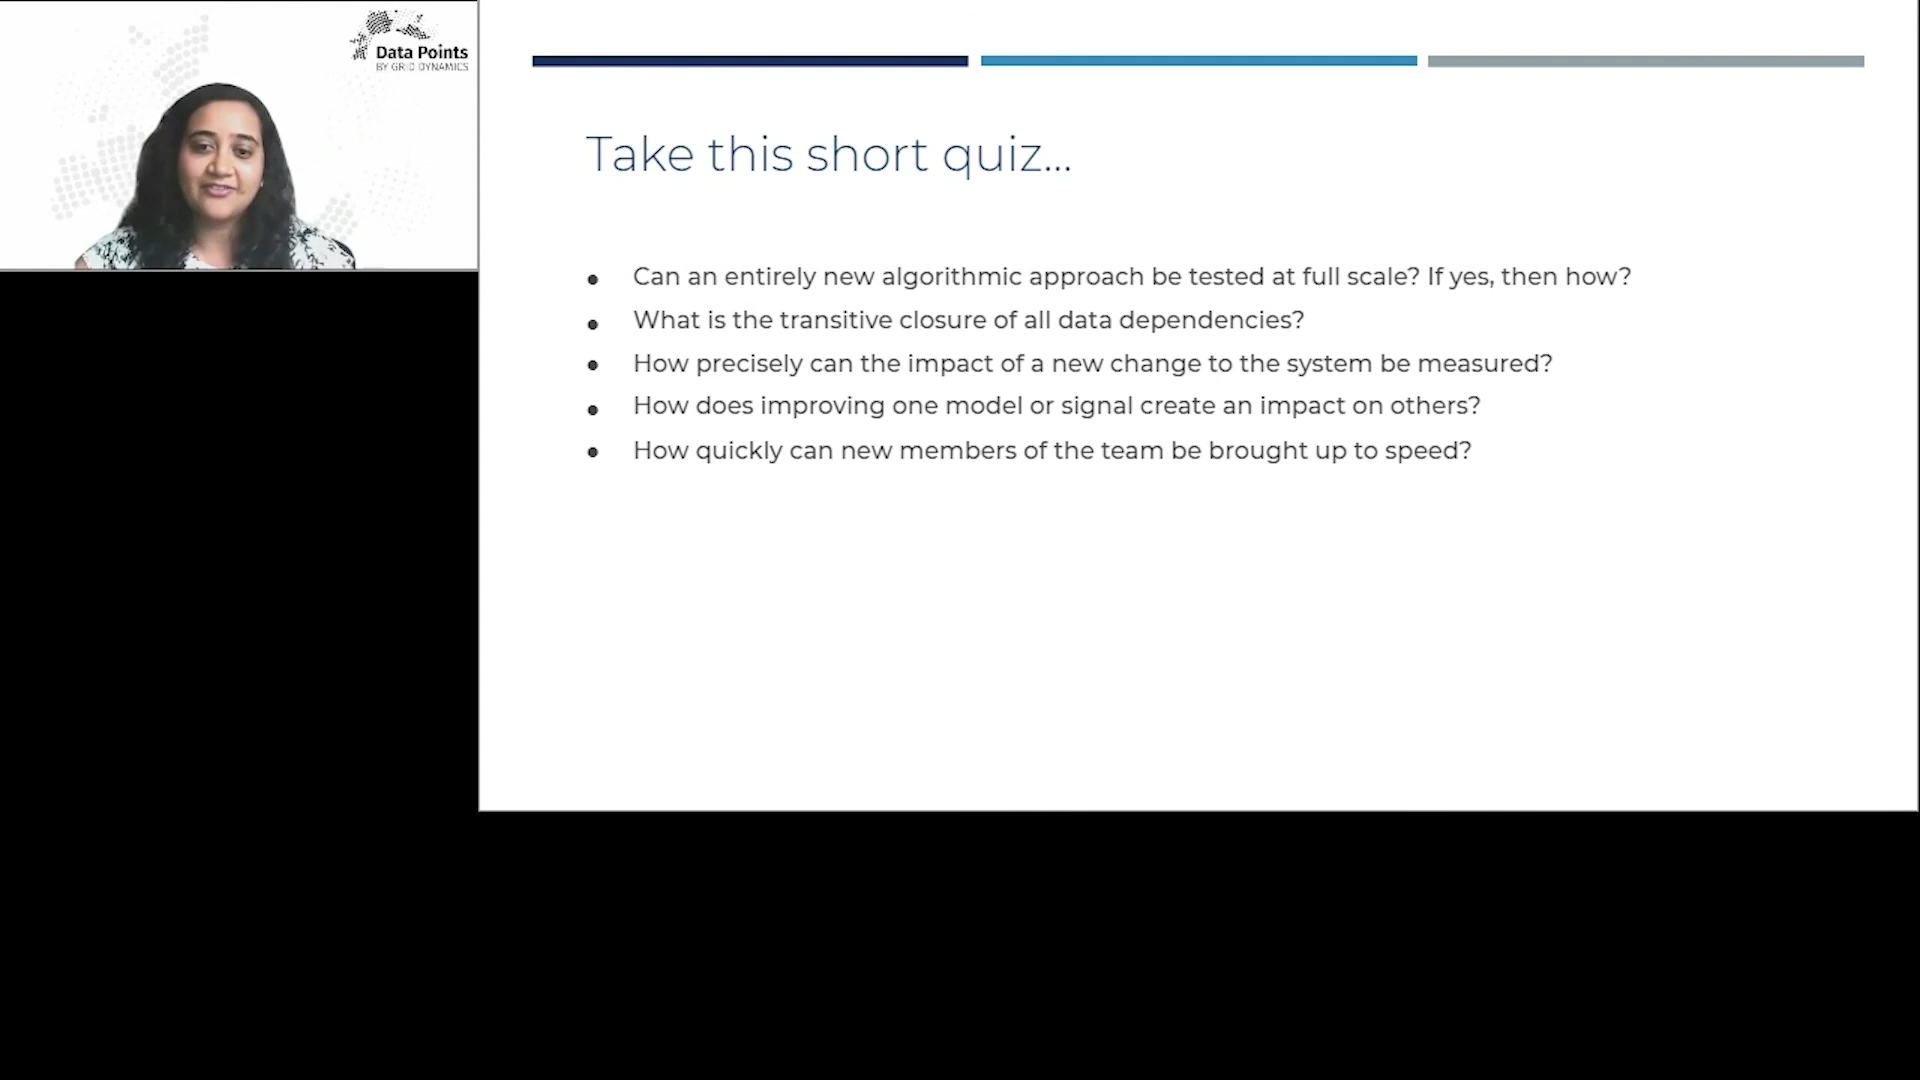 Data Points
BY GRID DYNAMICS
Take this short quiz...
Can an entirely new algorithmic approach be tested at full scale? If yes, then how?
What is the transitive closure of all data dependencies?
How precisely can the impact of a new change to the system be measured?
How does improving one model or signal create an impact on others?
How quickly can new members of the team be brought up to speed?